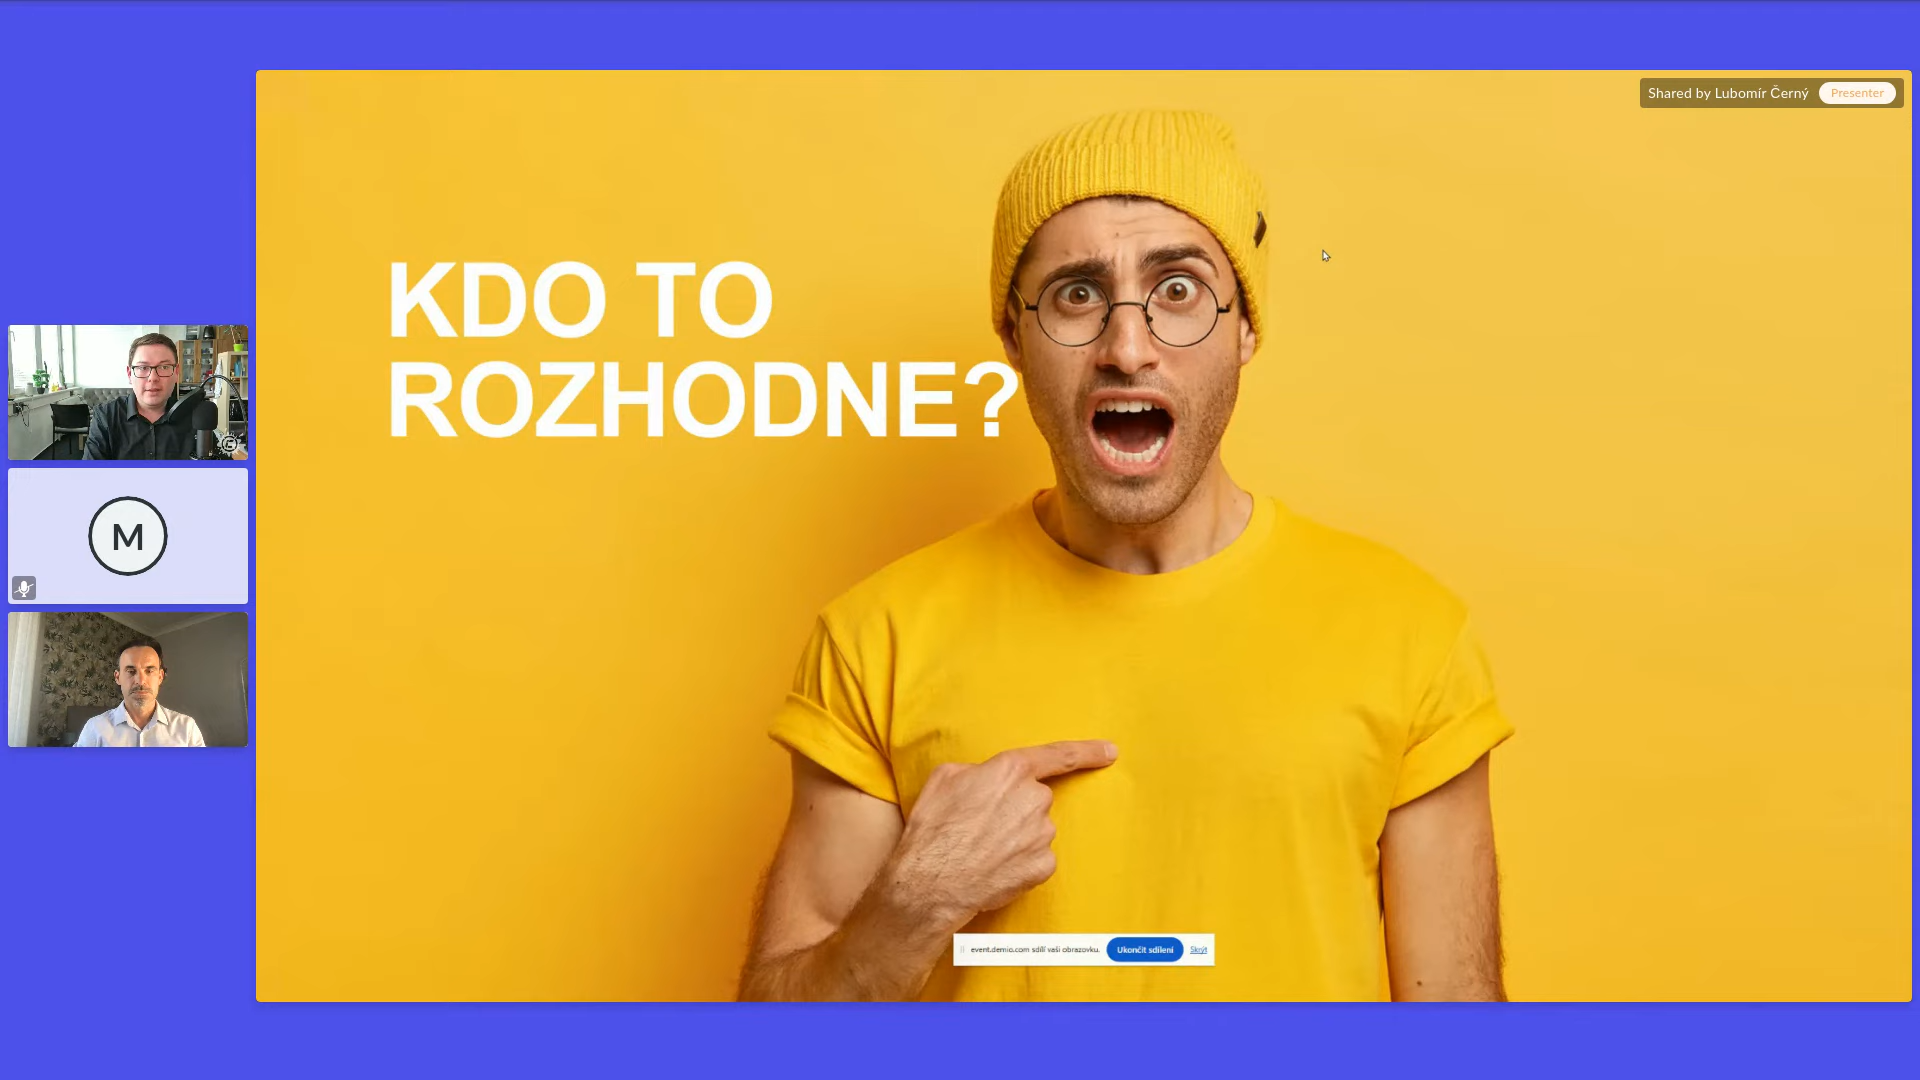 Shared by Lubomír Černý Presenter
KDO TO
ROZHODNE?
M
event.demio.com sdílí vaši obrazovku. Ukončit sdílení Skrýt